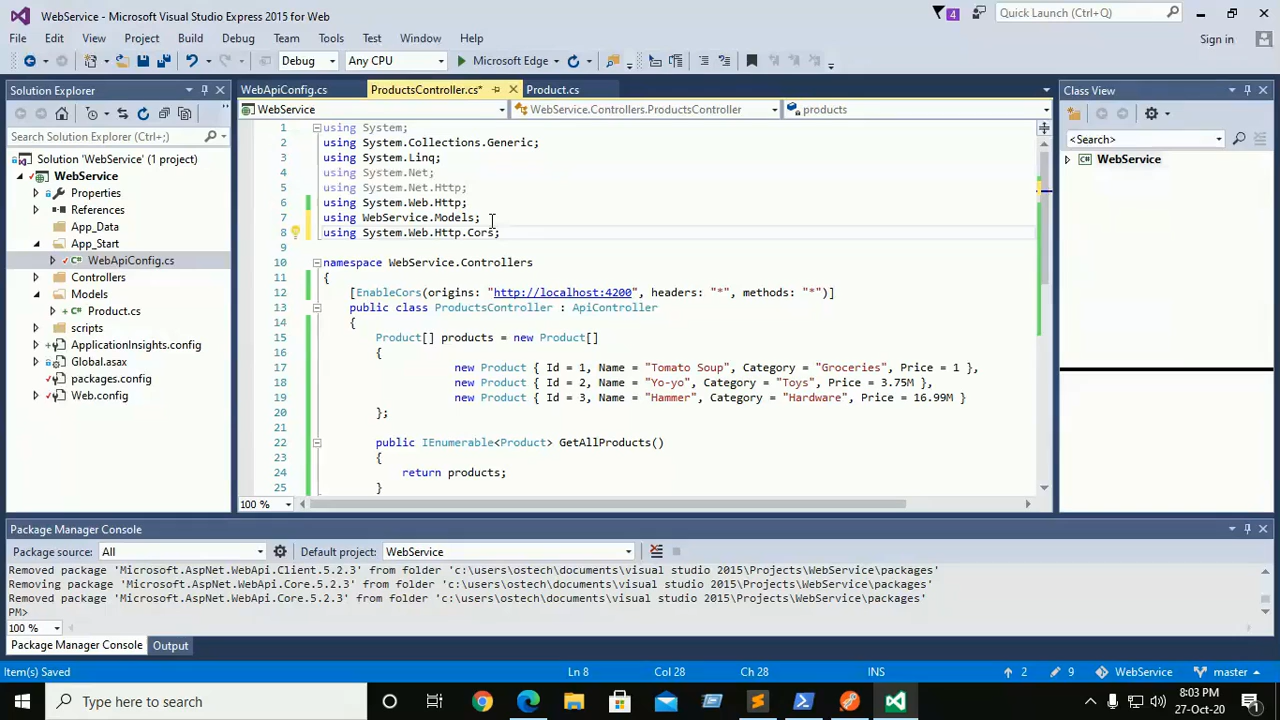 WebService - Microsoft Visual Studio Express 2015 for Web
4
Quick Launch (Ctrl+Q)
File Edit View Project Build Debug Team Tools Test Window Help
Sign in
Debug Any CPU Microsoft Edge
Solution Explorer
Search Solution Explorer (Ctrl+;)
Solution 'WebService' (1 project)
WebService
Properties
References
App_Data
App_Start
C# WebApiConfig.cs
Controllers
Models
C# Product.cs
scripts
ApplicationInsights.config
Global.asax
packages.config
Web.config
WebApiConfig.cs ProductsController.cs* Product.cs
WebService WebService.Controllers.ProductsController products
1 using System;
2 using System.Collections.Generic;
3 using System.Linq;
4 using System.Net;
5 using System.Net.Http;
6 using System.Web.Http;
7 using WebService.Models;
8 using System.Web.Http.Cors;
9
10 namespace WebService.Controllers
11 {
12 [EnableCors(origins: "http://localhost:4200", headers: "*", methods: "*")]
13 public class ProductsController : ApiController
14 {
15 Product[] products = new Product[]
16 {
17 new Product { Id = 1, Name = "Tomato Soup", Category = "Groceries", Price = 1 },
18 new Product { Id = 2, Name = "Yo-yo", Category = "Toys", Price = 3.75M },
19 new Product { Id = 3, Name = "Hammer", Category = "Hardware", Price = 16.99M }
20 };
21
22 public IEnumerable<Product> GetAllProducts()
23 {
24 return products;
25 }
100 %
Class View
<Search>
WebService
Package Manager Console
Package source: All Default project: WebService
Removed package 'Microsoft.AspNet.WebApi.Client.5.2.3' from folder 'c:\users\ostech\documents\visual studio 2015\Projects\WebService\packages'
Removing package 'Microsoft.AspNet.WebApi.Core.5.2.3' from folder 'c:\users\ostech\documents\visual studio 2015\Projects\WebService\packages'
Removed package 'Microsoft.AspNet.WebApi.Core.5.2.3' from folder 'c:\users\ostech\documents\visual studio 2015\Projects\WebService\packages'
PM>
100 %
Package Manager Console Output
Item(s) Saved Ln 8 Col 28 Ch 28 INS 2 9 WebService master
Type here to search
8:03 PM
27-Oct-20
1